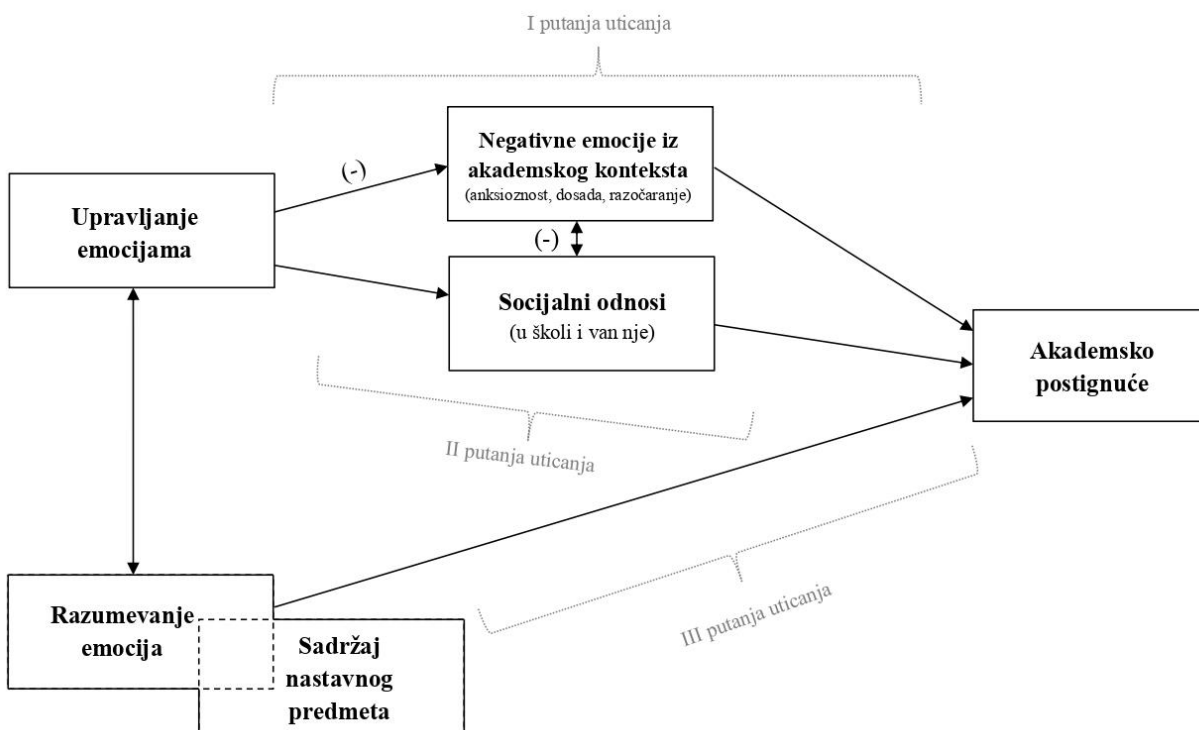 I putanja uticanja
Negativne emocije iz
akademskog konteksta
(anksioznost, dosada, razočaranje)
(-)
Upravljanje
emocijama
(-)
Socijalni odnosi
(u školi i van nje)
Akademsko
postignuće
II putanja uticanja
III putanja uticanja
Razumevanje
emocija
Sadržaj
nastavnog
predmeta